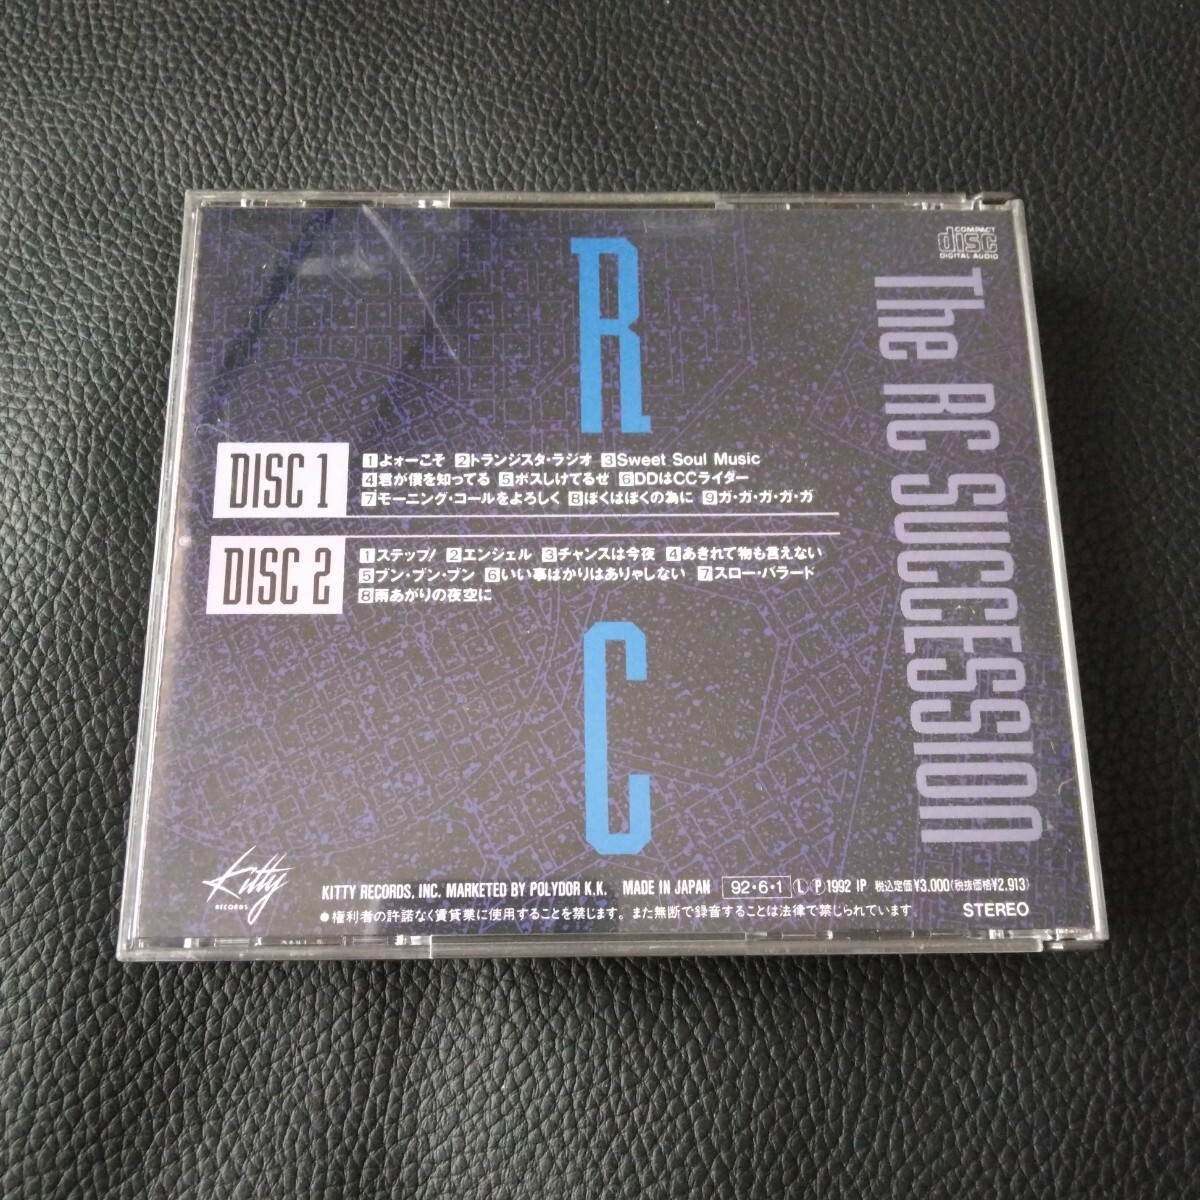 COMPACT
disc
DIGITAL AUDIO
The RC SUCCESSION
R
DISC 1
1よォーこそ 2トランジスタ・ラジオ 3Sweet Soul Music
4君が僕を知ってる 5ボスしけてるぜ 6DDはCCライダー
7モーニング・コールをよろしく 8ぼくはぼくの為に 9ガ・ガ・ガ・ガ・ガ
DISC 2
1ステップ! 2エンジェル 3チャンスは今夜 4あきれて物も言えない
5ブン・ブン・ブン 6いい事ばかりはありゃしない 7スロー・バラード
8雨あがりの夜空に
C
Kitty
RECORDS
KITTY RECORDS, INC. MARKETED BY POLYDOR K.K. MADE IN JAPAN 92・6・1 Ⓛ Ⓟ 1992 IP 税込定価¥3,000(税抜価格¥2,913)
●権利者の許諾なく賃貸業に使用することを禁じます。また無断で録音することは法律で禁じられています。 STEREO